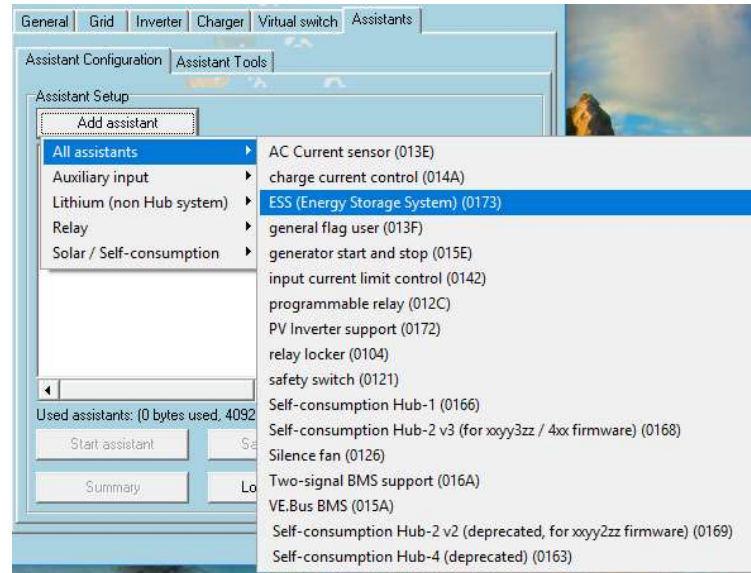 General Grid Inverter Charger Virtual switch Assistants
Assistant Configuration Assistant Tools
Assistant Setup
Add assistant
All assistants
Auxiliary input
Lithium (non Hub system)
Relay
Solar / Self-consumption
AC Current sensor (013E)
charge current control (014A)
ESS (Energy Storage System) (0173)
general flag user (013F)
generator start and stop (015E)
input current limit control (0142)
programmable relay (012C)
PV Inverter support (0172)
relay locker (0104)
safety switch (0121)
Self-consumption Hub-1 (0166)
Self-consumption Hub-2 v3 (for xxyy3zz / 4xx firmware) (0168)
Silence fan (0126)
Two-signal BMS support (016A)
VE.Bus BMS (015A)
Self-consumption Hub-2 v2 (deprecated, for xxyy2zz firmware) (0169)
Self-consumption Hub-4 (deprecated) (0163)
Used assistants: (0 bytes used, 4092
Start assistant Sa
Summary Lo